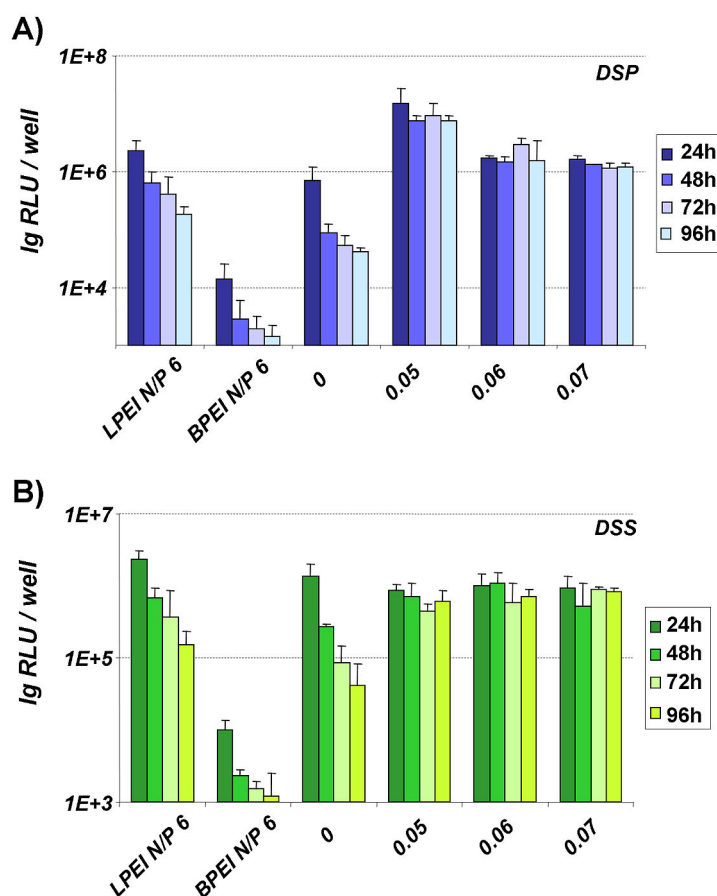 A)
1E+8
DSP
lg RLU / well
1E+6
1E+4
24h
48h
72h
96h
LPEI N/P 6
BPEI N/P 6
0
0.05
0.06
0.07
B)
1E+7
DSS
lg RLU / well
1E+5
1E+3
24h
48h
72h
96h
LPEI N/P 6
BPEI N/P 6
0
0.05
0.06
0.07